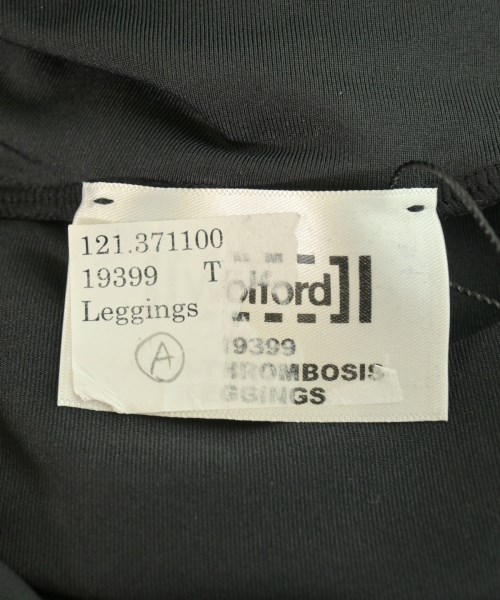 121.371100
19399 T
Leggings
A
olford
19399
HROMBOSIS
GGINGS